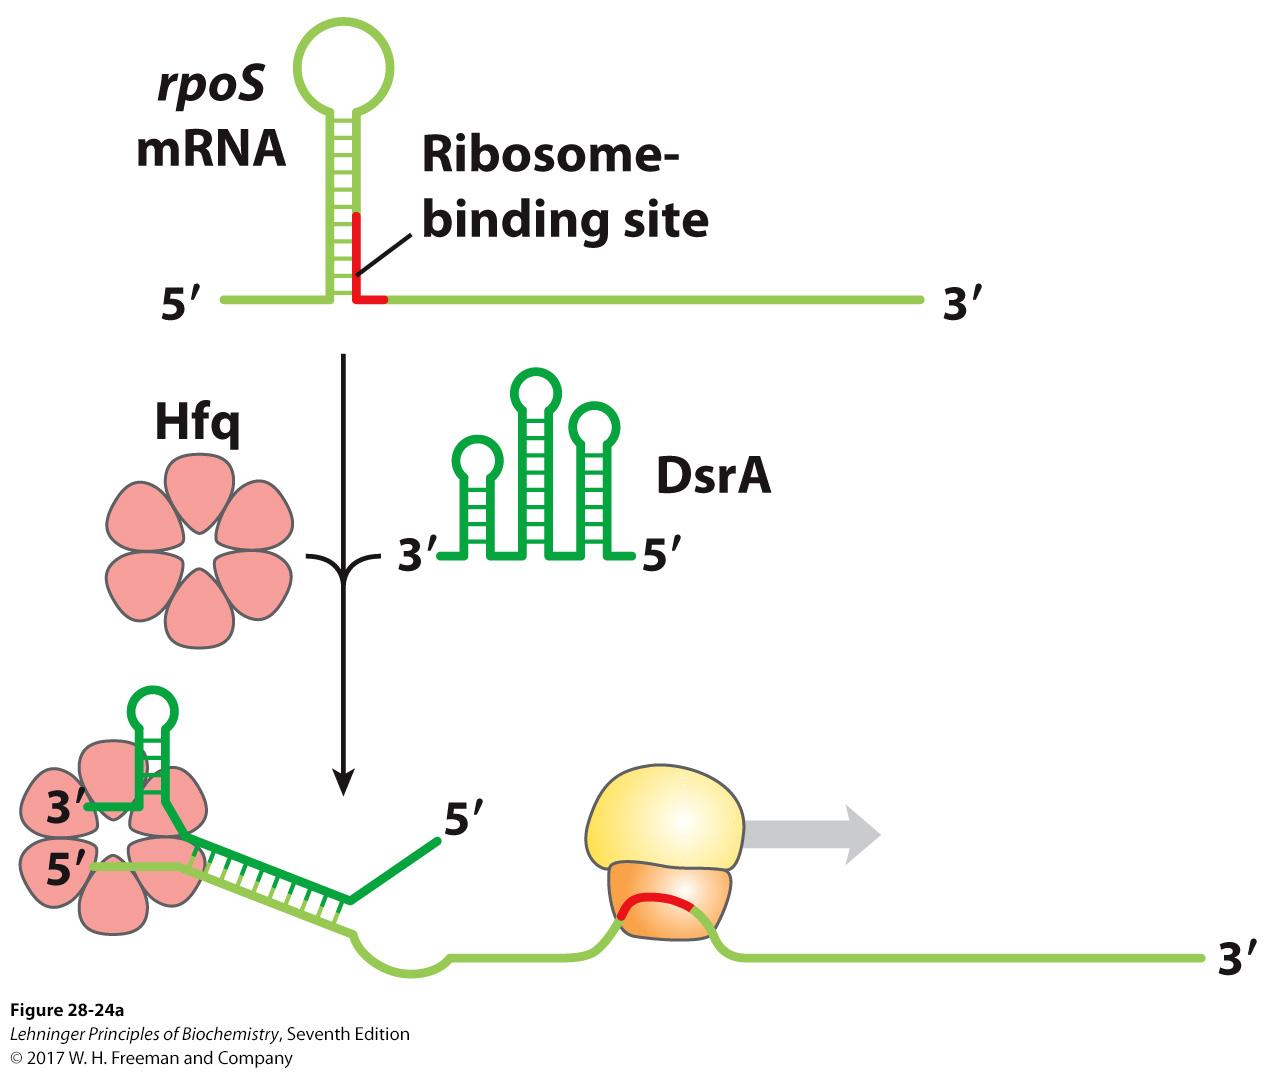 rpoS
mRNA
Ribosome-
binding site
5′
3′
Hfq
DsrA
3′
5′
3′
5′
5′
3′
Figure 28-24a
Lehninger Principles of Biochemistry, Seventh Edition
© 2017 W. H. Freeman and Company